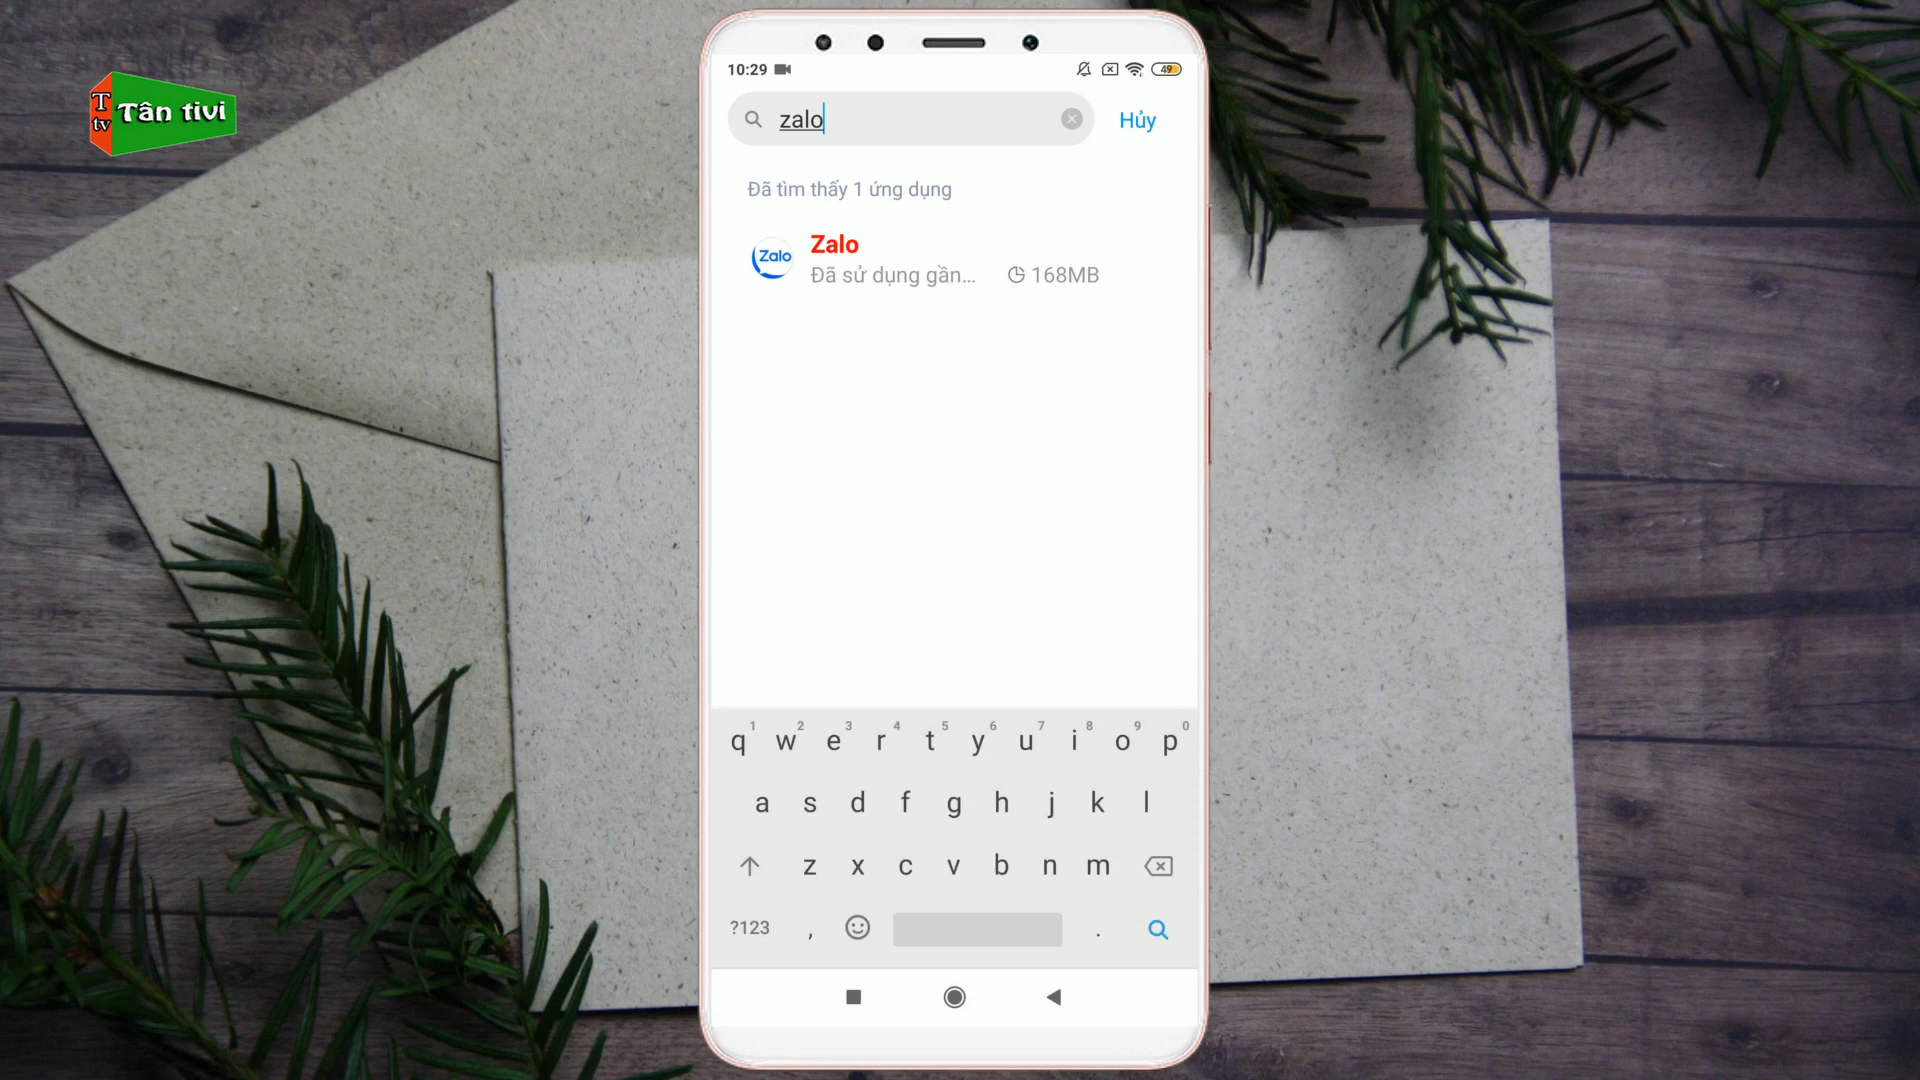 T
tv
Tân tivi
10:29
49
zalo
Hủy
Đã tìm thấy 1 ứng dụng
Zalo
Zalo
Đã sử dụng gần... 168MB
1 2 3 4 5 6 7 8 9 0
q w e r t y u i o p
a s d f g h j k l
z x c v b n m
?123 , .